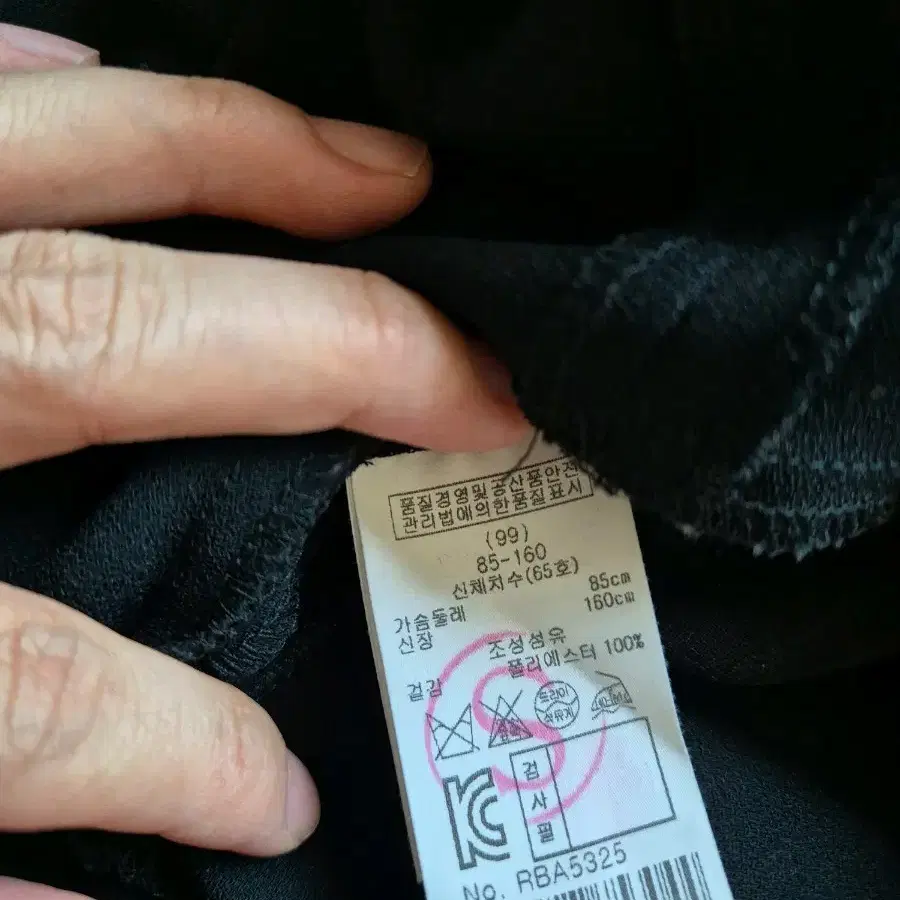 품질경영및공산품안전
관리법에의한품질표시
(99)
85-160
신체치수(65호)
가슴둘레 85cm
신장 160cm
조성섬유
겉감 폴리에스터 100%
S
드라이
석유계
KC
검
사
필
No. RBA5325